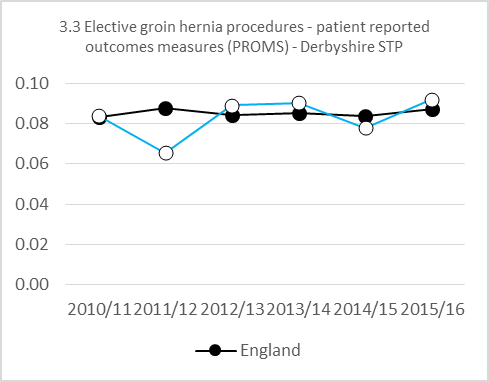 3.3 Elective groin hernia procedures - patient reported
outcomes measures (PROMS) - Derbyshire STP
0.10
0.08
0.06
0.04
0.02
0.00
2010/11 2011/12 2012/13 2013/14 2014/15 2015/16
England